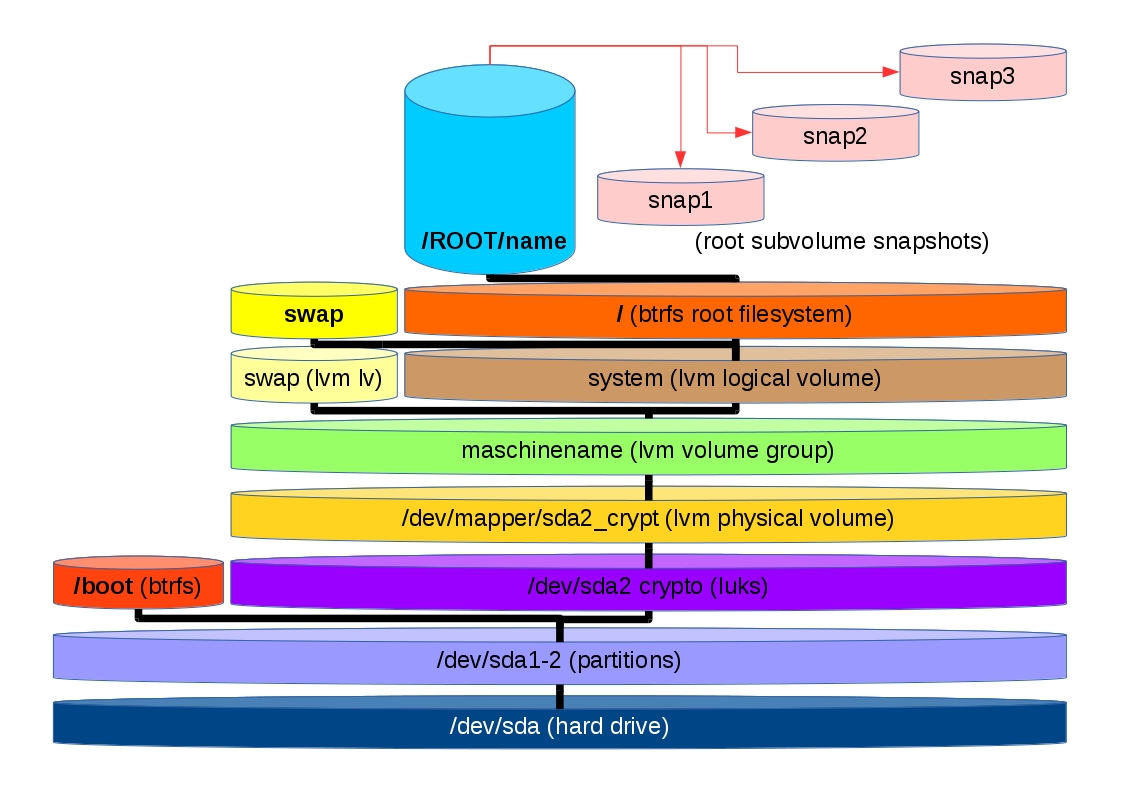 snap3
snap2
snap1
/ROOT/name
(root subvolume snapshots)
swap
/ (btrfs root filesystem)
swap (lvm lv)
system (lvm logical volume)
maschinename (lvm volume group)
/dev/mapper/sda2_crypt (lvm physical volume)
/boot (btrfs)
/dev/sda2 crypto (luks)
/dev/sda1-2 (partitions)
/dev/sda (hard drive)